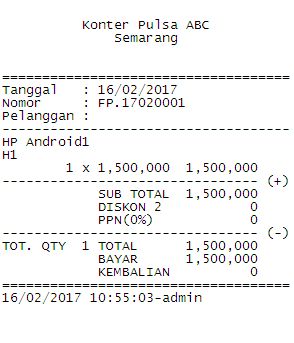 Konter Pulsa ABC
Semarang
==================================
Tanggal   : 16/02/2017
Nomor     : FP.17020001
Pelanggan :
----------------------------------
HP Android1
H1
1 x 1,500,000  1,500,000
-------------------------------- (+)
SUB TOTAL  1,500,000
DISKON 2           0
PPN(0%)            0
-------------------------------- (-)
TOT. QTY  1 TOTAL      1,500,000
BAYAR      1,500,000
KEMBALIAN          0
==================================
16/02/2017 10:55:03-admin